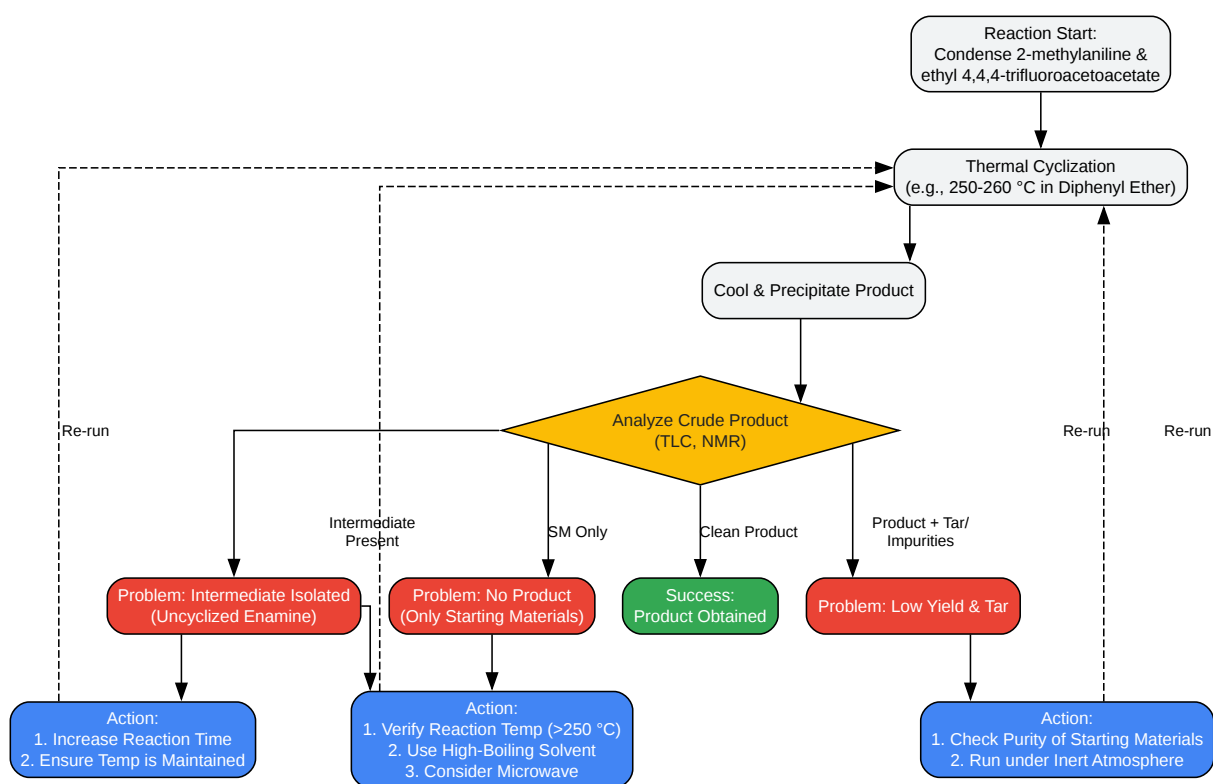 Reaction Start:
Condense 2-methylaniline &
ethyl 4,4,4-trifluoroacetoacetate
Thermal Cyclization
(e.g., 250-260 °C in Diphenyl Ether)
Cool & Precipitate Product
Analyze Crude Product
(TLC, NMR)
Re-run
Re-run
Re-run
Intermediate
Present
SM Only
Clean Product
Product + Tar/
Impurities
Problem: Intermediate Isolated
(Uncyclized Enamine)
Problem: No Product
(Only Starting Materials)
Success:
Product Obtained
Problem: Low Yield & Tar
Action:
1. Increase Reaction Time
2. Ensure Temp is Maintained
Action:
1. Verify Reaction Temp (>250 °C)
2. Use High-Boiling Solvent
3. Consider Microwave
Action:
1. Check Purity of Starting Materials
2. Run under Inert Atmosphere